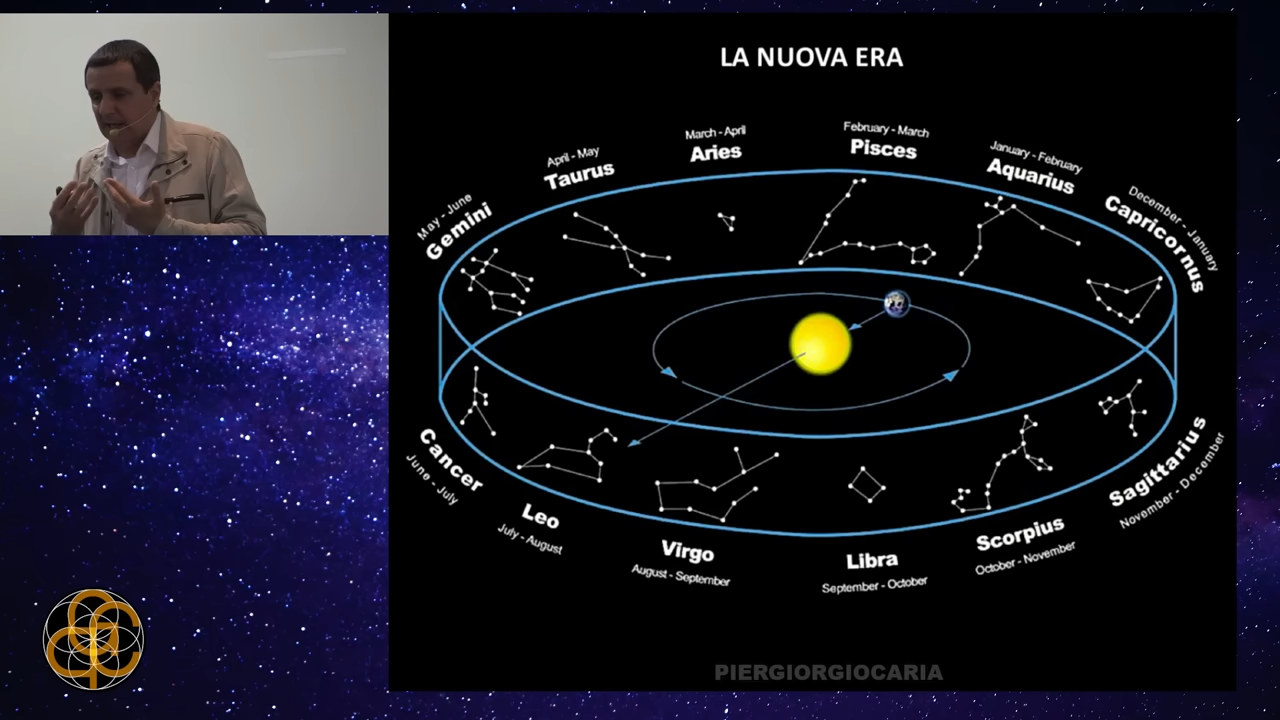 LA NUOVA ERA
March - April
Aries
February - March
Pisces
April - May
Taurus
January - February
Aquarius
May - June
Gemini
December - January
Capricornus
Cancer
June - July
Leo
July - August
Virgo
August - September
Libra
September - October
Scorpius
October - November
Sagittarius
November - December
PIERGIORGIOCARIA